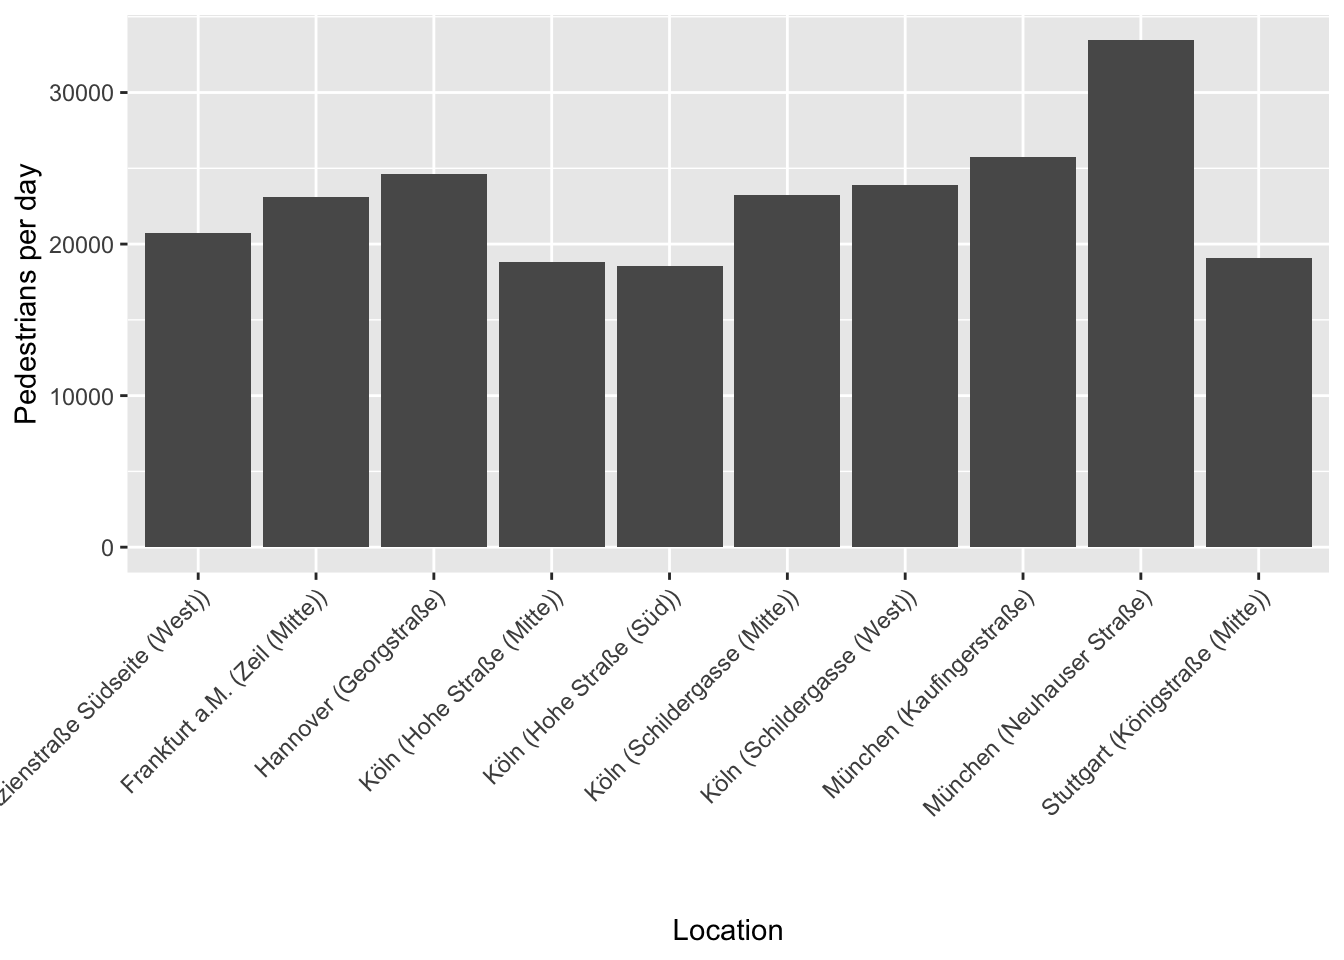 Pedestrians per day
30000
20000
10000
0
Südseite (West))
Frankfurt a.M. (Zeil (Mitte))
Hannover (Georgstraße)
Köln (Hohe Straße (Mitte))
Köln (Hohe Straße (Süd))
Köln (Schildergasse (Mitte))
Köln (Schildergasse (West))
München (Kaufingerstraße)
München (Neuhauser Straße)
Stuttgart (Königstraße (Mitte))
Location